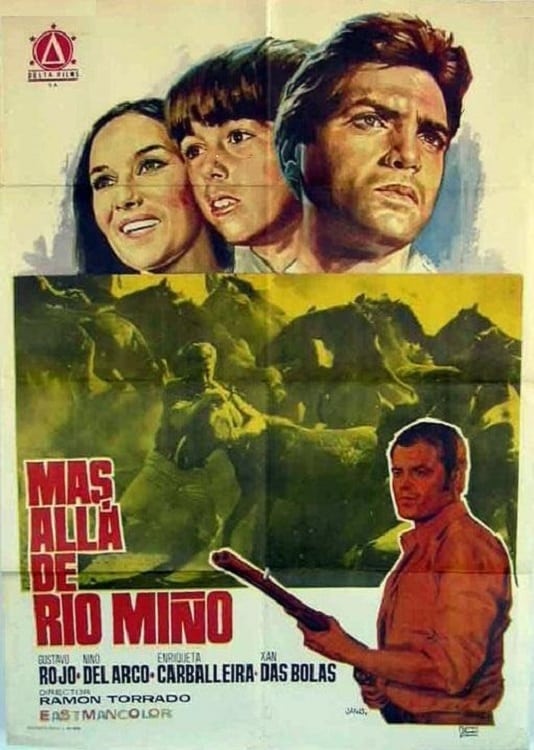 DELTA FILMS
S.A.
MAS
ALLÁ
DE
RIO MIÑO
GUSTAVO NINO ENRIQUETA XAN
ROJO • DEL ARCO • CARBALLEIRA • DAS BOLAS
DIRECTOR
RAMON TORRADO
EASTMANCOLOR
JANO.